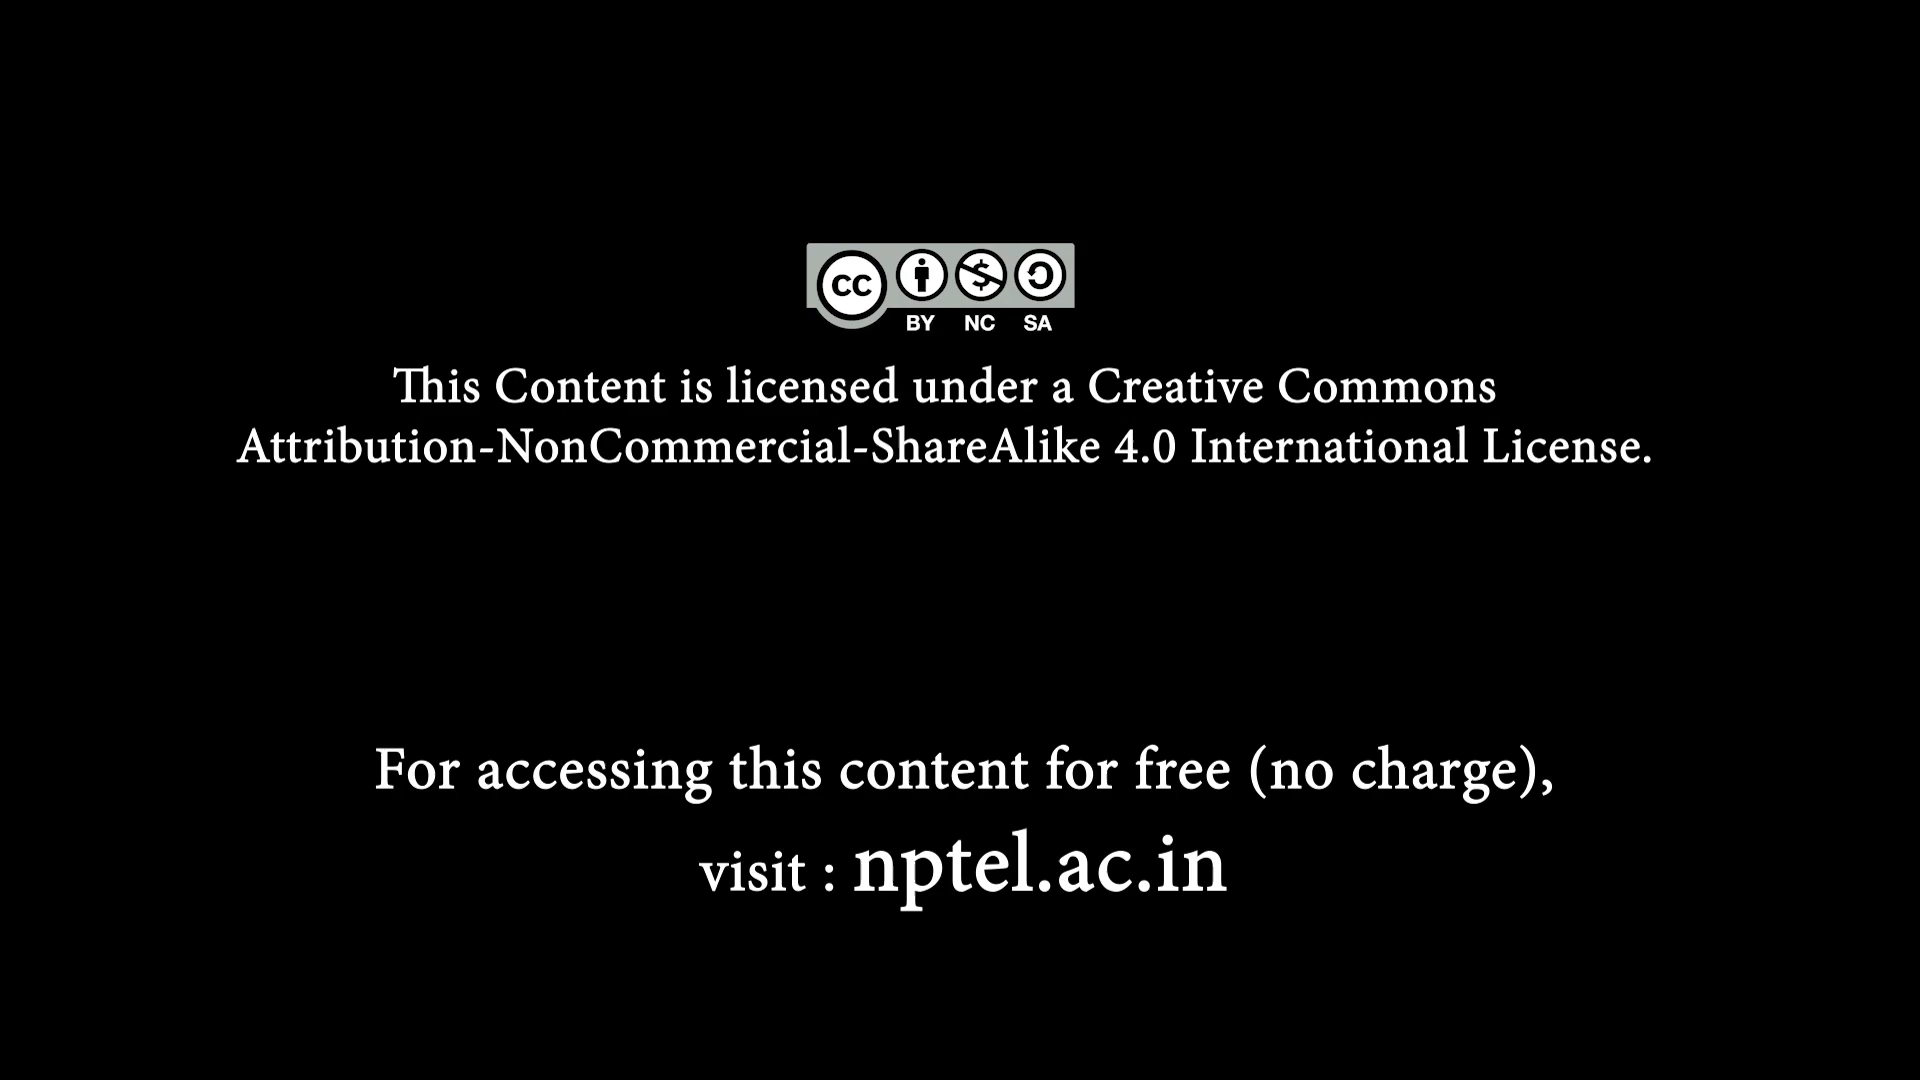 CC BY NC SA
This Content is licensed under a Creative Commons
Attribution-NonCommercial-ShareAlike 4.0 International License.
For accessing this content for free (no charge),
visit : nptel.ac.in